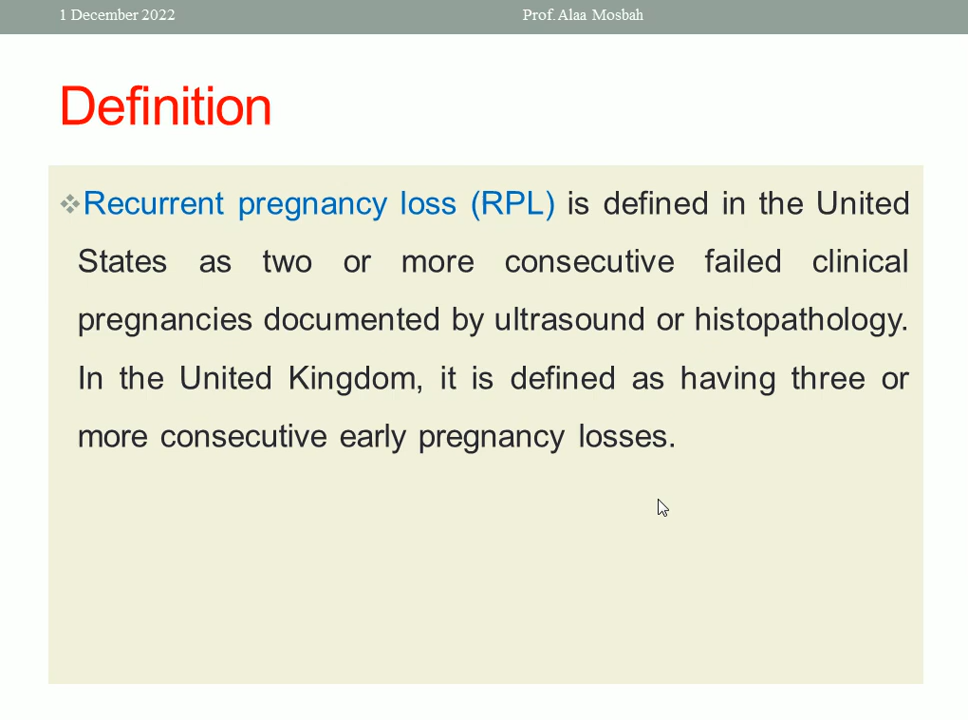 1 December 2022 Prof. Alaa Mosbah
Definition
❖Recurrent pregnancy loss (RPL) is defined in the United
States as two or more consecutive failed clinical
pregnancies documented by ultrasound or histopathology.
In the United Kingdom, it is defined as having three or
more consecutive early pregnancy losses.